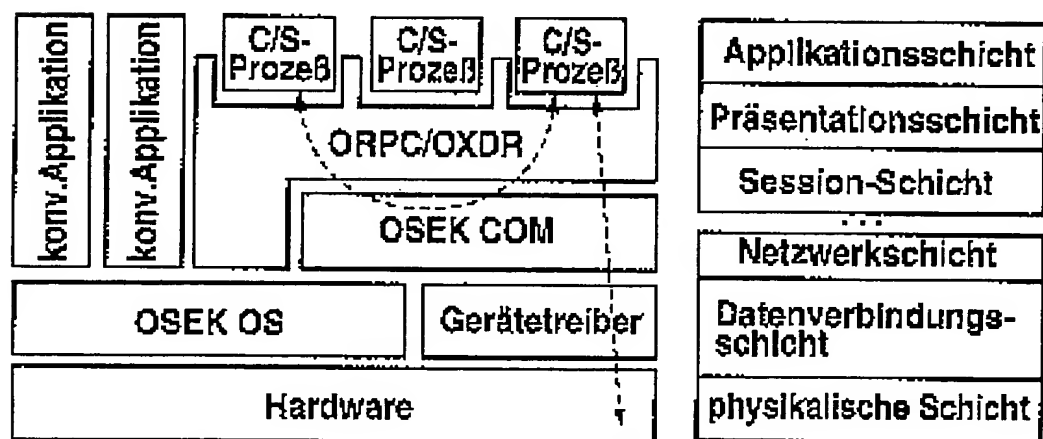 konv.Applikation
konv.Applikation
C/S-
Prozeß
C/S-
Prozeß
C/S-
Prozeß
ORPC/OXDR
OSEK COM
OSEK OS
Gerätetreiber
Hardware
Applikationsschicht
Präsentationsschicht
Session-Schicht
...
Netzwerkschicht
Datenverbindungs-
schicht
physikalische Schicht